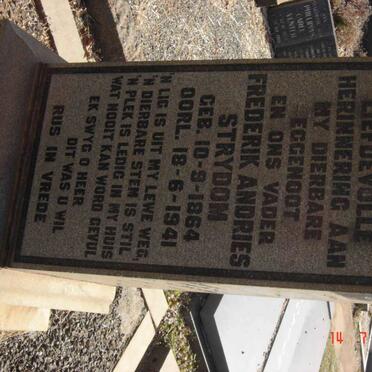 LIEFDEVOLLE
HERINNERING AAN
MY DIERBARE
EGGENOOT
EN ONS VADER
FREDERIK ANDRIES
STRYDOM
GEB. 10-9-1864
OORL. 18-6-1941
'N LIG IS UIT MY LEWE WEG,
'N DIERBARE STEM IS STIL
'N PLEK IS LEDIG IN MY HUIS
WAT NOOIT KAN WORD GEVUL
EK SWYG O HEER
DIT WAS U WIL
RUS IN VREDE
14 7